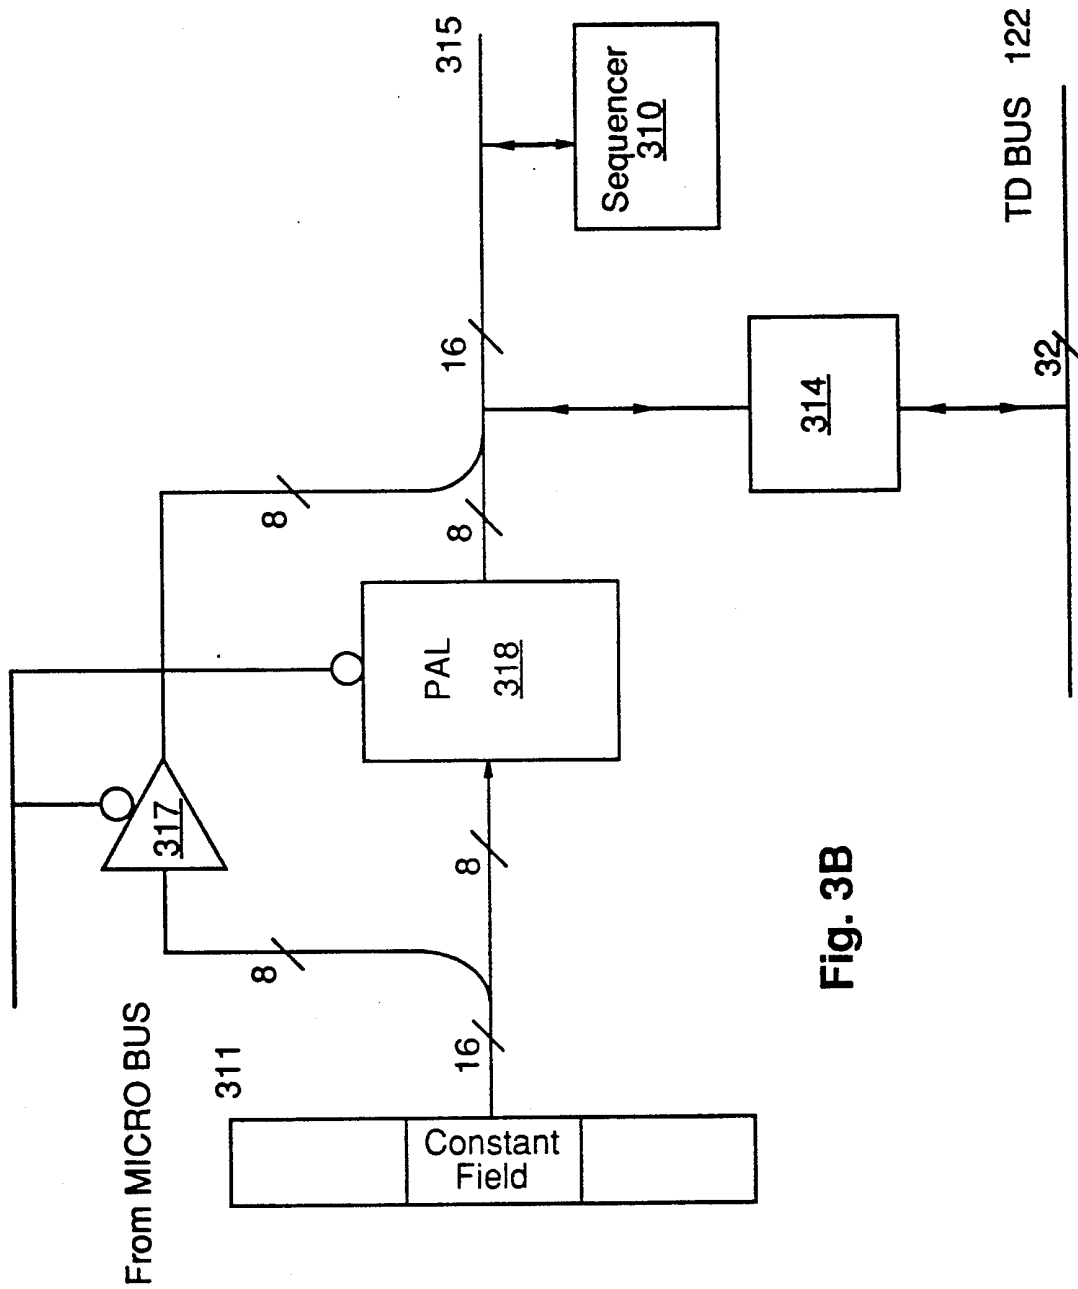 From MICRO BUS
311
Constant
Field
16
8
8
317
PAL
318
8
8
16
315
Sequencer
310
314
32
TD BUS 122
Fig. 3B